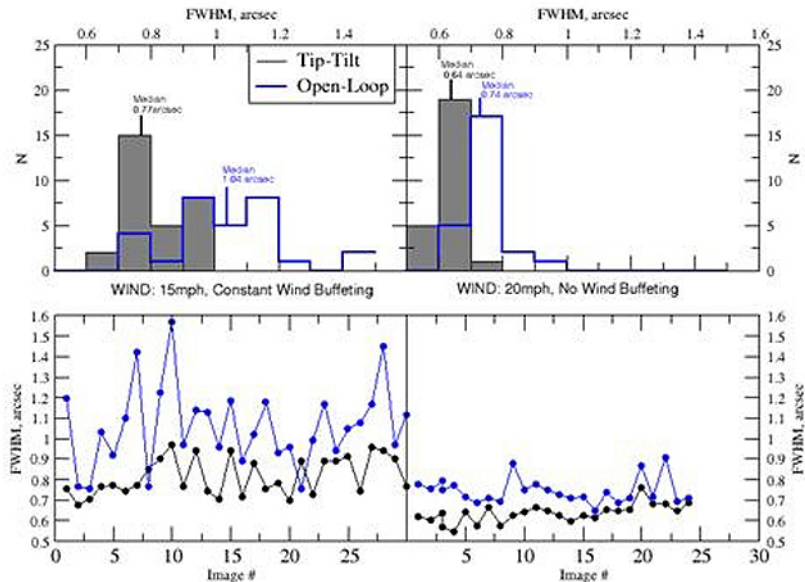 FWHM, arcsec
FWHM, arcsec
0.6 0.8 1 1.2 1.4
0.6 0.8 1 1.2 1.4 1.6
Tip-Tilt
Open-Loop
Median
0.77arcsec
Median
1.04 arcsec
Median
0.64 arcsec
Median
0.74 arcsec
N
25
20
15
10
5
0
25
20
15
10
5
0
N
WIND: 15mph, Constant Wind Buffeting
WIND: 20mph, No Wind Buffeting
FWHM, arcsec
1.6
1.5
1.4
1.3
1.2
1.1
1
0.9
0.8
0.7
0.6
0.5
1.6
1.5
1.4
1.3
1.2
1.1
1
0.9
0.8
0.7
0.6
0.5
FWHM, arcsec
0 5 10 15 20 25
5 10 15 20 25 30
Image #
Image #